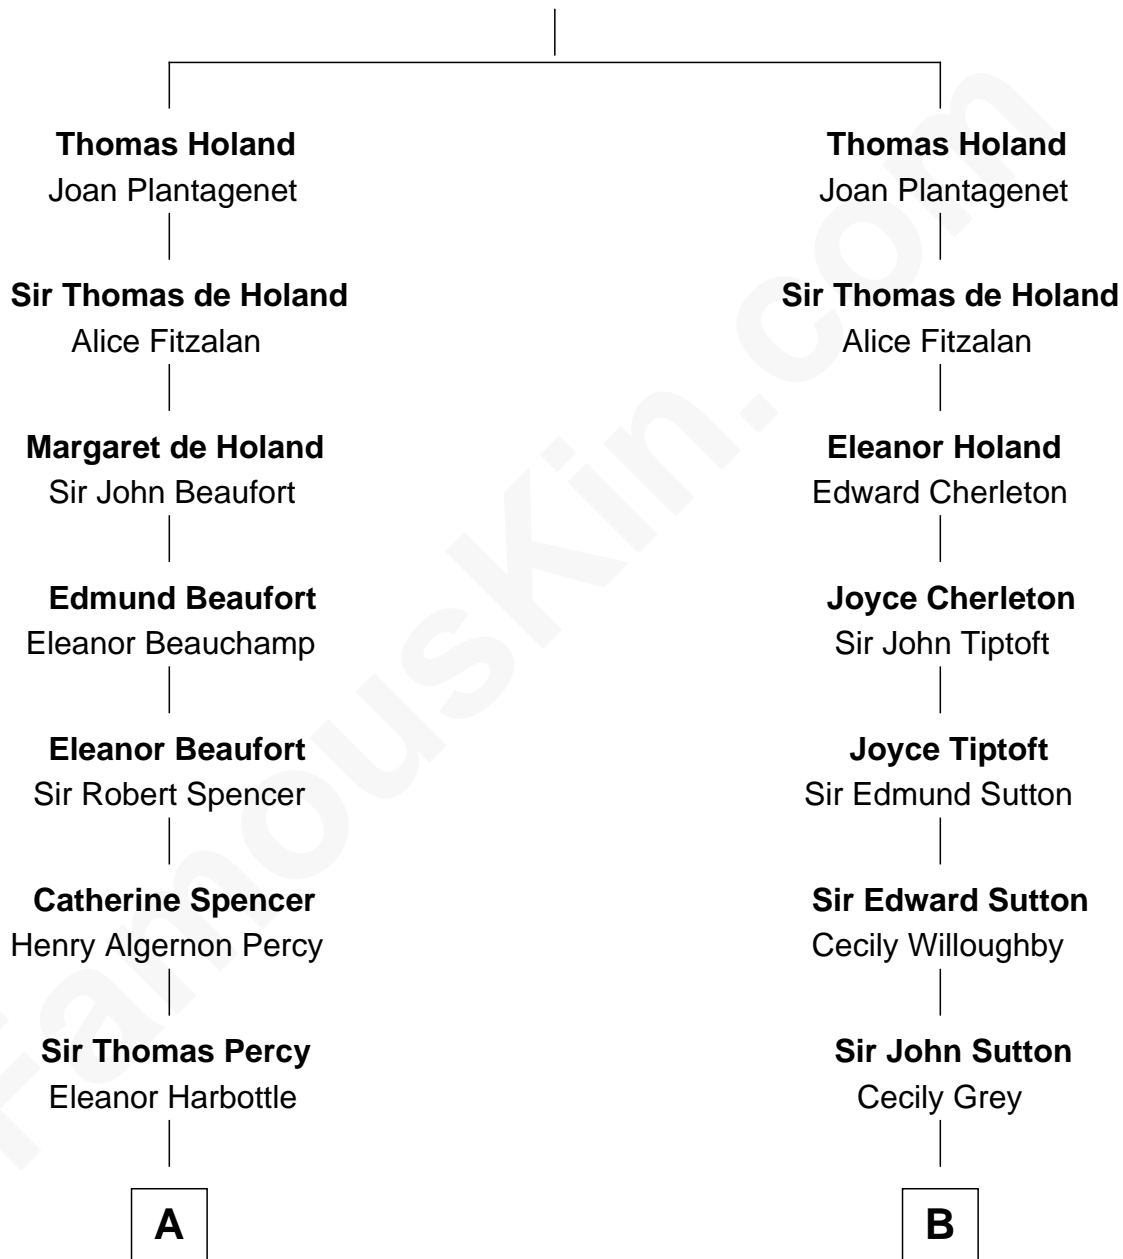 Thomas Holand
Joan Plantagenet
Sir Thomas de Holand
Alice Fitzalan
Margaret de Holand
Sir John Beaufort
Edmund Beaufort
Eleanor Beauchamp
Eleanor Beaufort
Sir Robert Spencer
Catherine Spencer
Henry Algernon Percy
Sir Thomas Percy
Eleanor Harbottle
A
Thomas Holand
Joan Plantagenet
Sir Thomas de Holand
Alice Fitzalan
Eleanor Holand
Edward Cherleton
Joyce Cherleton
Sir John Tiptoft
Joyce Tiptoft
Sir Edmund Sutton
Sir Edward Sutton
Cecily Willoughby
Sir John Sutton
Cecily Grey
B
FamousKin.com